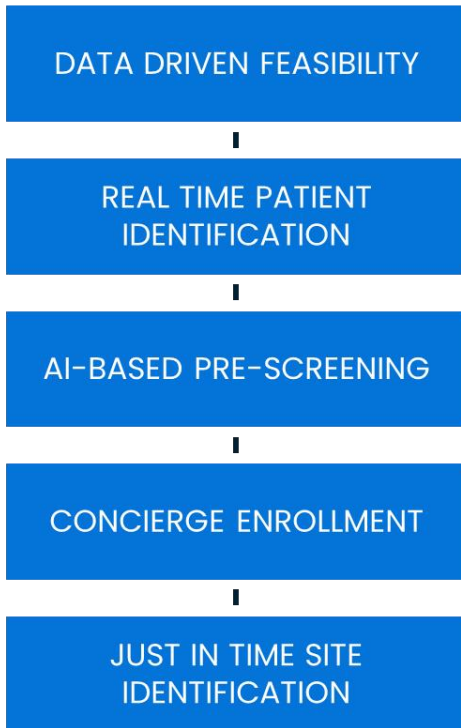 DATA DRIVEN FEASIBILITY
REAL TIME PATIENT
IDENTIFICATION
AI-BASED PRE-SCREENING
CONCIERGE ENROLLMENT
JUST IN TIME SITE
IDENTIFICATION